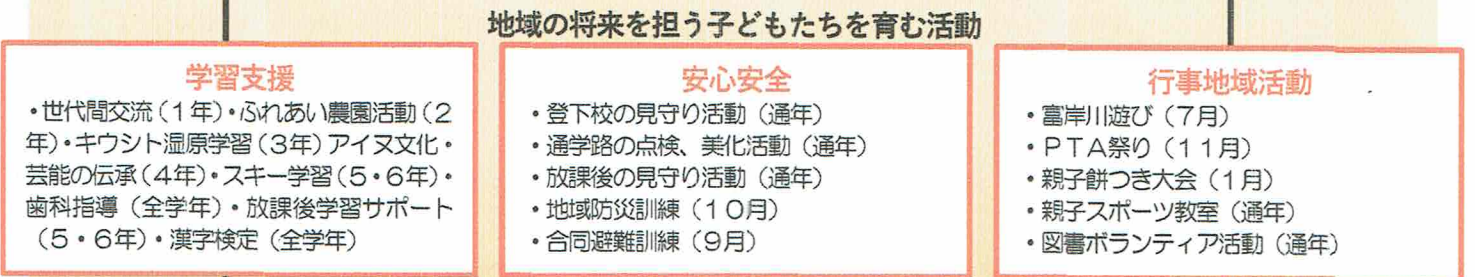 地域の将来を担う子どもたちを育む活動
学習支援
・世代間交流(1年)・ふれあい農園活動(2
年)・キウシト湿原学習(3年)アイヌ文化・
芸能の伝承(4年)・スキー学習(5・6年)・
歯科指導(全学年)・放課後学習サポート
(5・6年)・漢字検定(全学年)
安心安全
・登下校の見守り活動(通年)
・通学路の点検、美化活動(通年)
・放課後の見守り活動(通年)
・地域防災訓練(10月)
・合同避難訓練(9月)
行事地域活動
・富岸川遊び(7月)
・PTA祭り(11月)
・親子餅つき大会(1月)
・親子スポーツ教室(通年)
・図書ボランティア活動(通年)